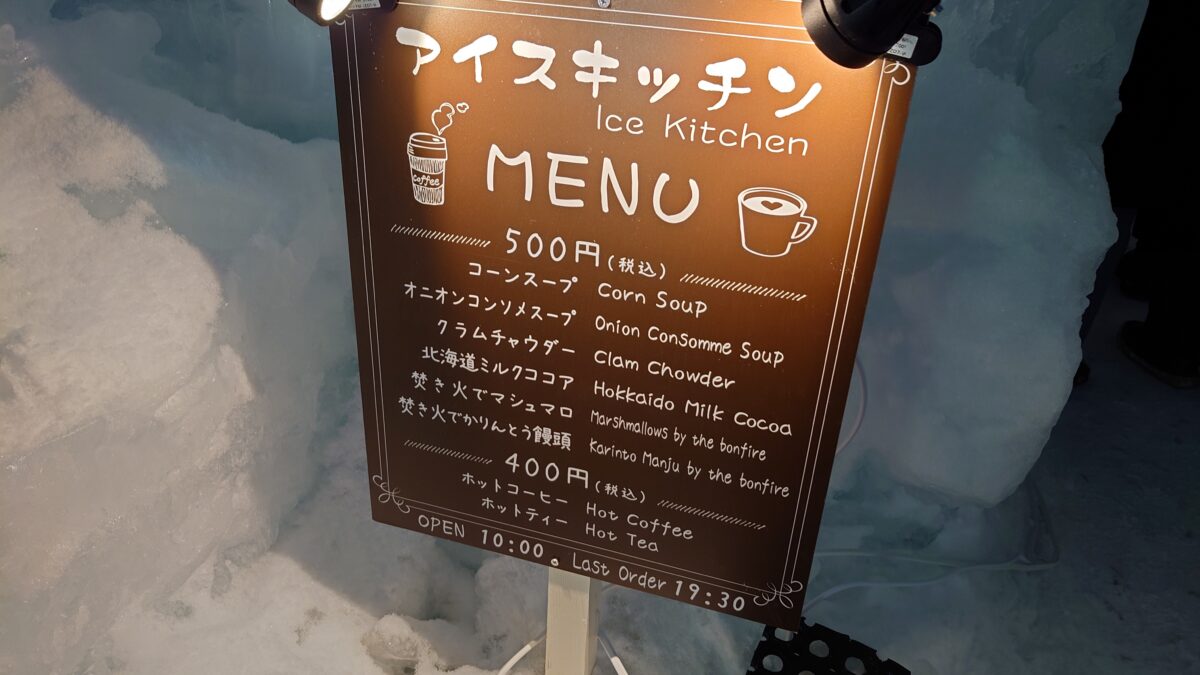 アイスキッチン
Ice Kitchen
coffee
MENU
500円(税込)
コーンスープ Corn Soup
オニオンコンソメスープ Onion Consomme Soup
クラムチャウダー Clam Chowder
北海道ミルクココア Hokkaido Milk Cocoa
焚き火でマシュマロ Marshmallows by the bonfire
焚き火でかりんとう饅頭 Karinto Manju by the bonfire
400円(税込)
ホットコーヒー Hot Coffee
ホットティー Hot Tea
OPEN 10:00 Last Order 19:30